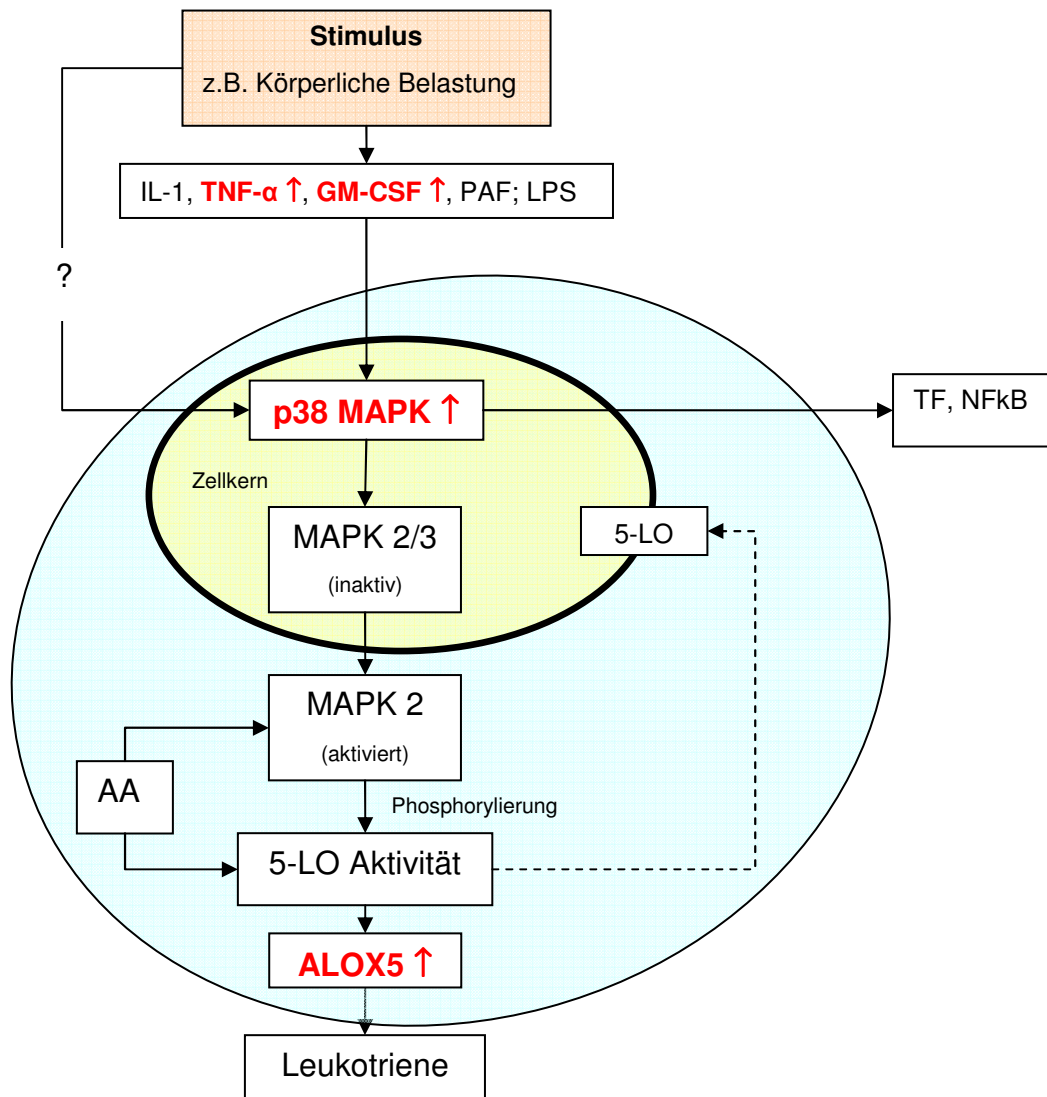 Stimulus
z.B. Körperliche Belastung
IL-1, TNF-α ↑, GM-CSF ↑, PAF; LPS
?
p38 MAPK ↑
TF, NFkB
Zellkern
MAPK 2/3
(inaktiv)
5-LO
MAPK 2
(aktiviert)
AA
Phosphorylierung
5-LO Aktivität
ALOX5 ↑
Leukotriene